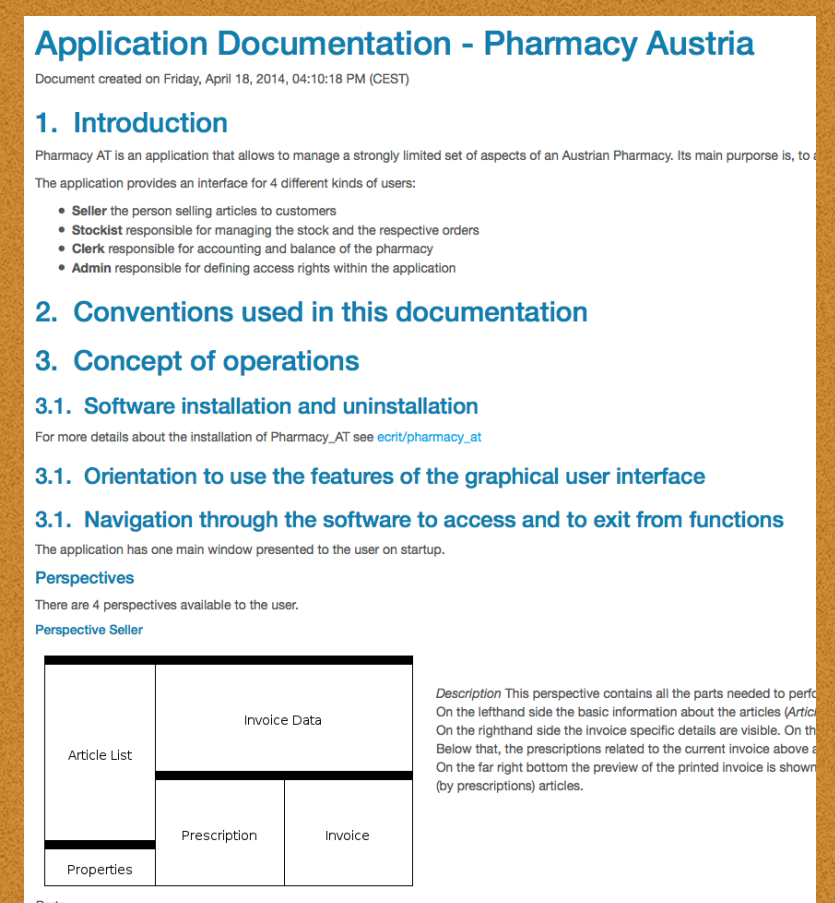 Application Documentation - Pharmacy Austria
Document created on Friday, April 18, 2014, 04:10:18 PM (CEST)
1. Introduction
Pharmacy AT is an application that allows to manage a strongly limited set of aspects of an Austrian Pharmacy. Its main purporse is, to
The application provides an interface for 4 different kinds of users:
• Seller the person selling articles to customers
• Stockist responsible for managing the stock and the respective orders
• Clerk responsible for accounting and balance of the pharmacy
• Admin responsible for defining access rights within the application
2. Conventions used in this documentation
3. Concept of operations
3.1. Software installation and uninstallation
For more details about the installation of Pharmacy_AT see ecrit/pharmacy_at
3.1. Orientation to use the features of the graphical user interface
3.1. Navigation through the software to access and to exit from functions
The application has one main window presented to the user on startup.
Perspectives
There are 4 perspectives available to the user.
Perspective Seller
Article List
Properties
Invoice Data
Prescription
Invoice
Description This perspective contains all the parts needed to
On the lefthand side the basic information about the articles
On the righthand side the invoice specific details are visible. On
Below that, the prescriptions related to the current invoice above
On the far right bottom the preview of the printed invoice is shown
(by prescriptions) articles.